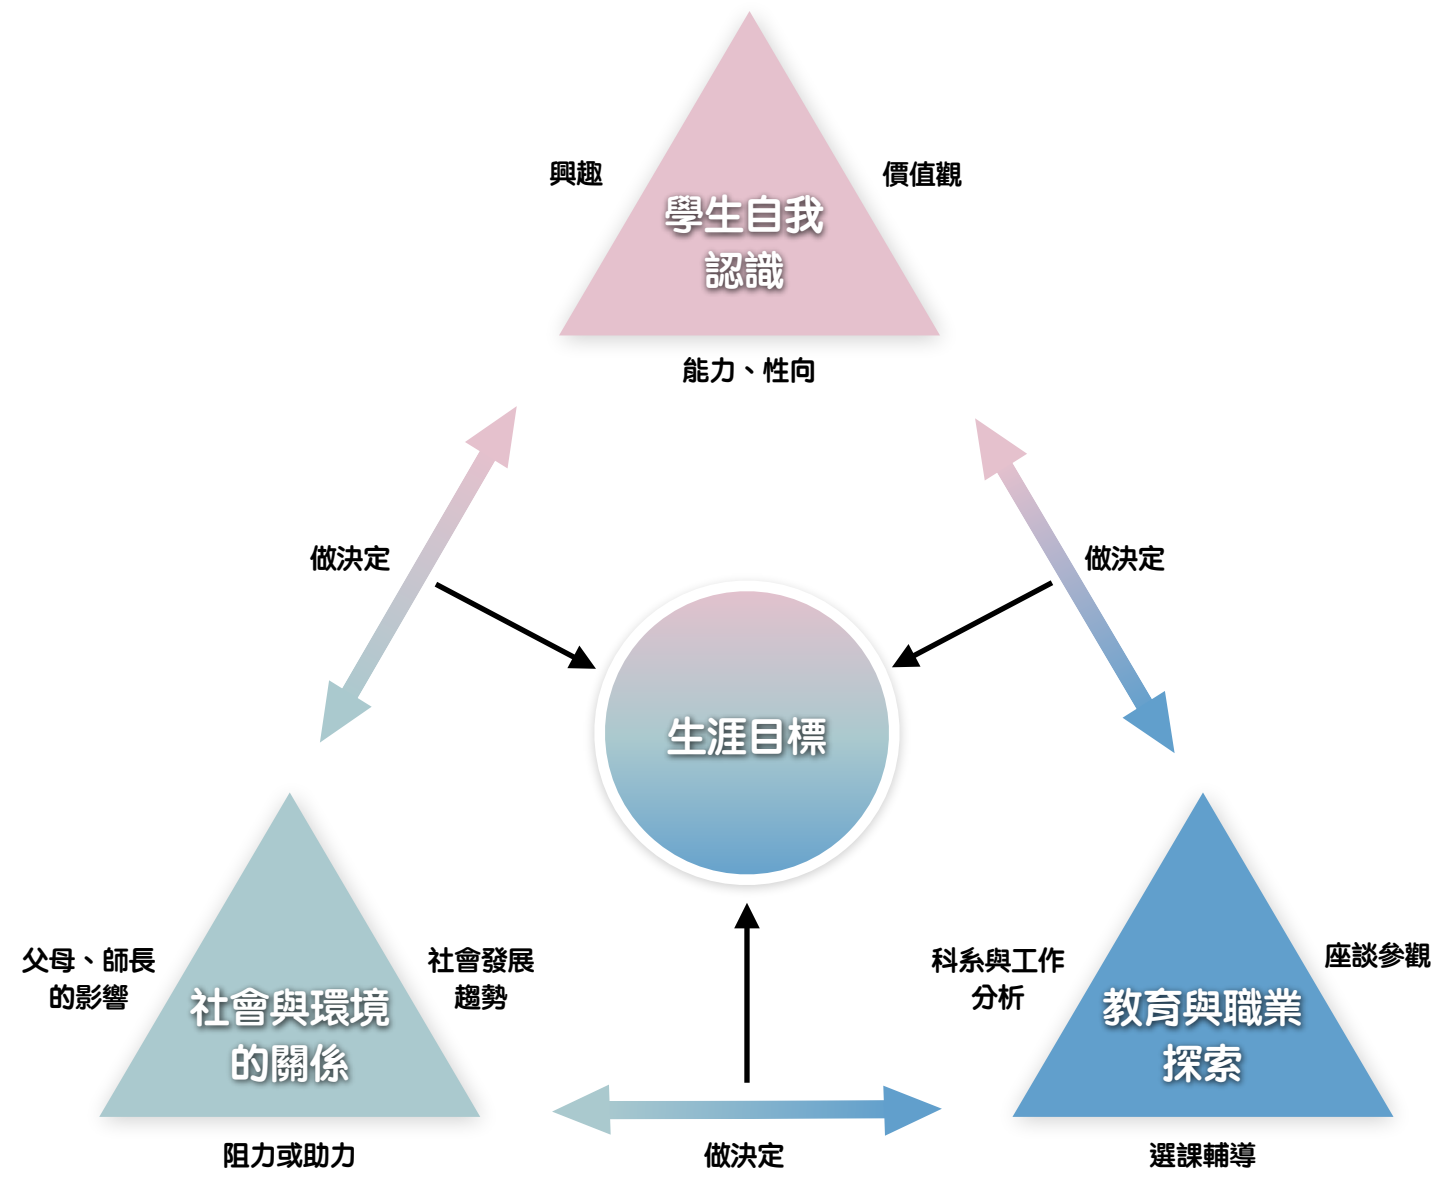 興趣
價值觀
學生自我
認識
能力、性向
做決定
做決定
生涯目標
父母、師長
的影響
社會發展
趨勢
社會與環境
的關係
阻力或助力
做決定
科系與工作
分析
座談參觀
教育與職業
探索
選課輔導